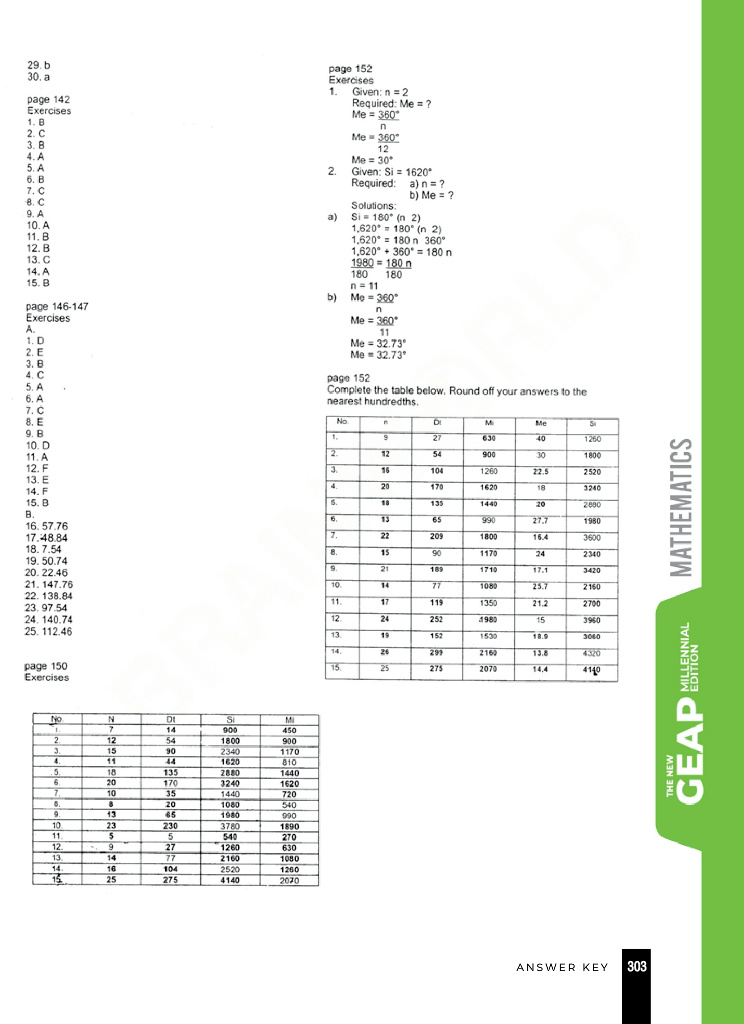 29. b
30. a
page 142
Exercises
1. B
2. C
3. B
4. A
5. A
6. B
7. C
8. C
9. A
10. A
11. B
12. B
13. C
14. A
15. B
page 146-147
Exercises
A.
1. D
2. E
3. B
4. C
5. A
6. A
7. C
8. E
9. B
10. D
11. A
12. F
13. E
14. F
15. B
B.
16. 57.76
17. 48.84
18. 7.54
19. 50.74
20. 22.46
21. 147.76
22. 138.84
23. 97.54
24. 140.74
25. 112.46
page 150
Exercises
No. N Dt Si Mi
1. 7 14 900 450
2. 12 54 1800 900
3. 15 90 2340 1170
4. 11 44 1620 810
5. 18 135 2880 1440
6. 20 170 3240 1620
7. 10 35 1440 720
8. 8 20 1080 540
9. 13 65 1980 990
10. 23 230 3780 1890
11. 5 5 540 270
12. 9 27 1260 630
13. 14 77 2160 1080
14. 16 104 2520 1260
15. 25 275 4140 2070
page 152
Exercises
1. Given: n = 2
Required: Me = ?
Me = 360°
n
Me = 360°
12
Me = 30°
2. Given: Si = 1620°
Required: a) n = ?
b) Me = ?
Solutions:
a) Si = 180° (n 2)
1,620° = 180° (n 2)
1,620° = 180 n 360°
1,620° + 360° = 180 n
1980 = 180 n
180 180
n = 11
b) Me = 360°
n
Me = 360°
11
Me = 32.73°
Me = 32.73°
page 152
Complete the table below. Round off your answers to the
nearest hundredths.
No. n Dt Mi Me Si
1. 9 27 630 40 1260
2. 12 54 900 30 1800
3. 16 104 1260 22.5 2520
4. 20 170 1620 18 3240
5. 18 135 1440 20 2880
6. 13 65 990 27.7 1980
7. 22 209 1800 16.4 3600
8. 15 90 1170 24 2340
9. 21 189 1710 17.1 3420
10. 14 77 1080 25.7 2160
11. 17 119 1350 21.2 2700
12. 24 252 1980 15 3960
13. 19 152 1530 18.9 3060
14. 26 299 2160 13.8 4320
15. 25 275 2070 14.4 4140
MATHEMATICS
THE NEW
GEAP MILLENNIAL
EDITION
ANSWER KEY 303